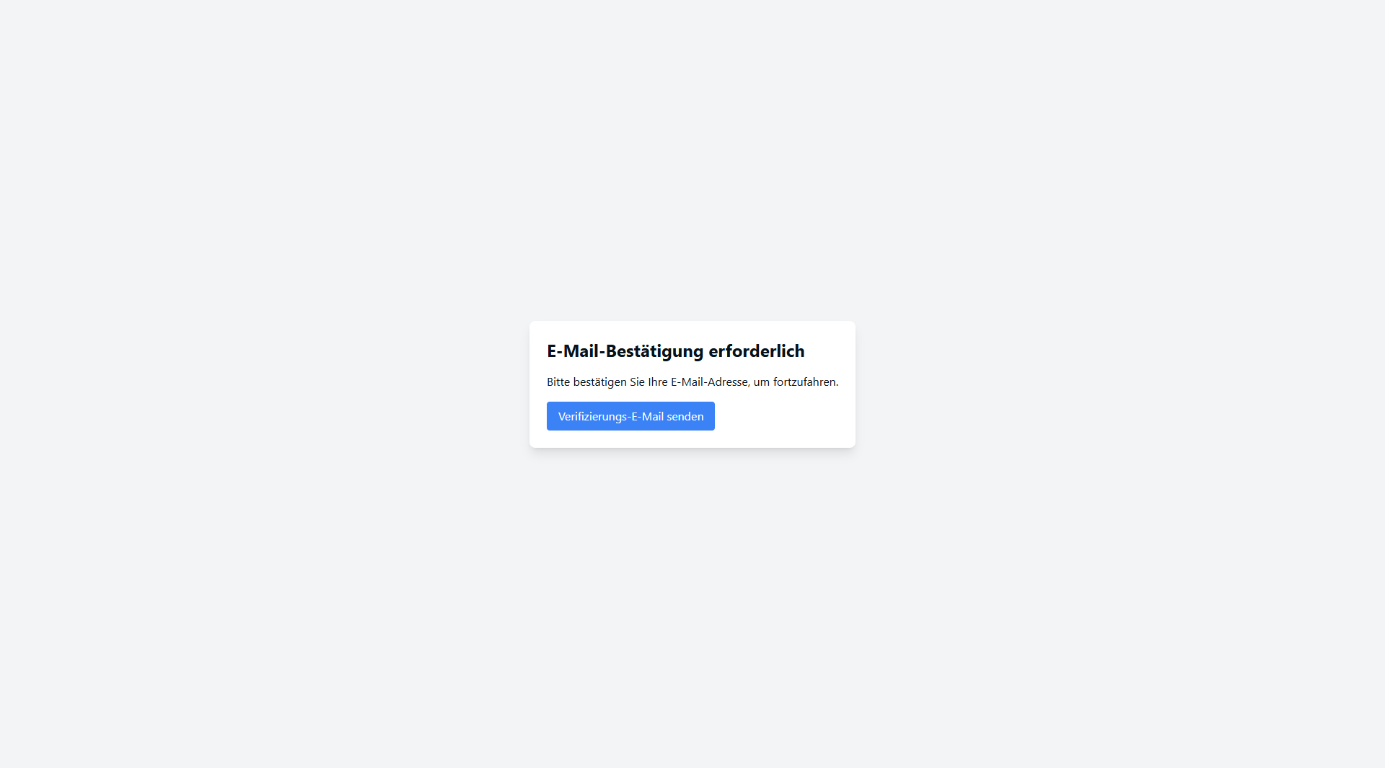 E-Mail-Bestätigung erforderlich
Bitte bestätigen Sie Ihre E-Mail-Adresse, um fortzufahren.
Verifizierungs-E-Mail senden